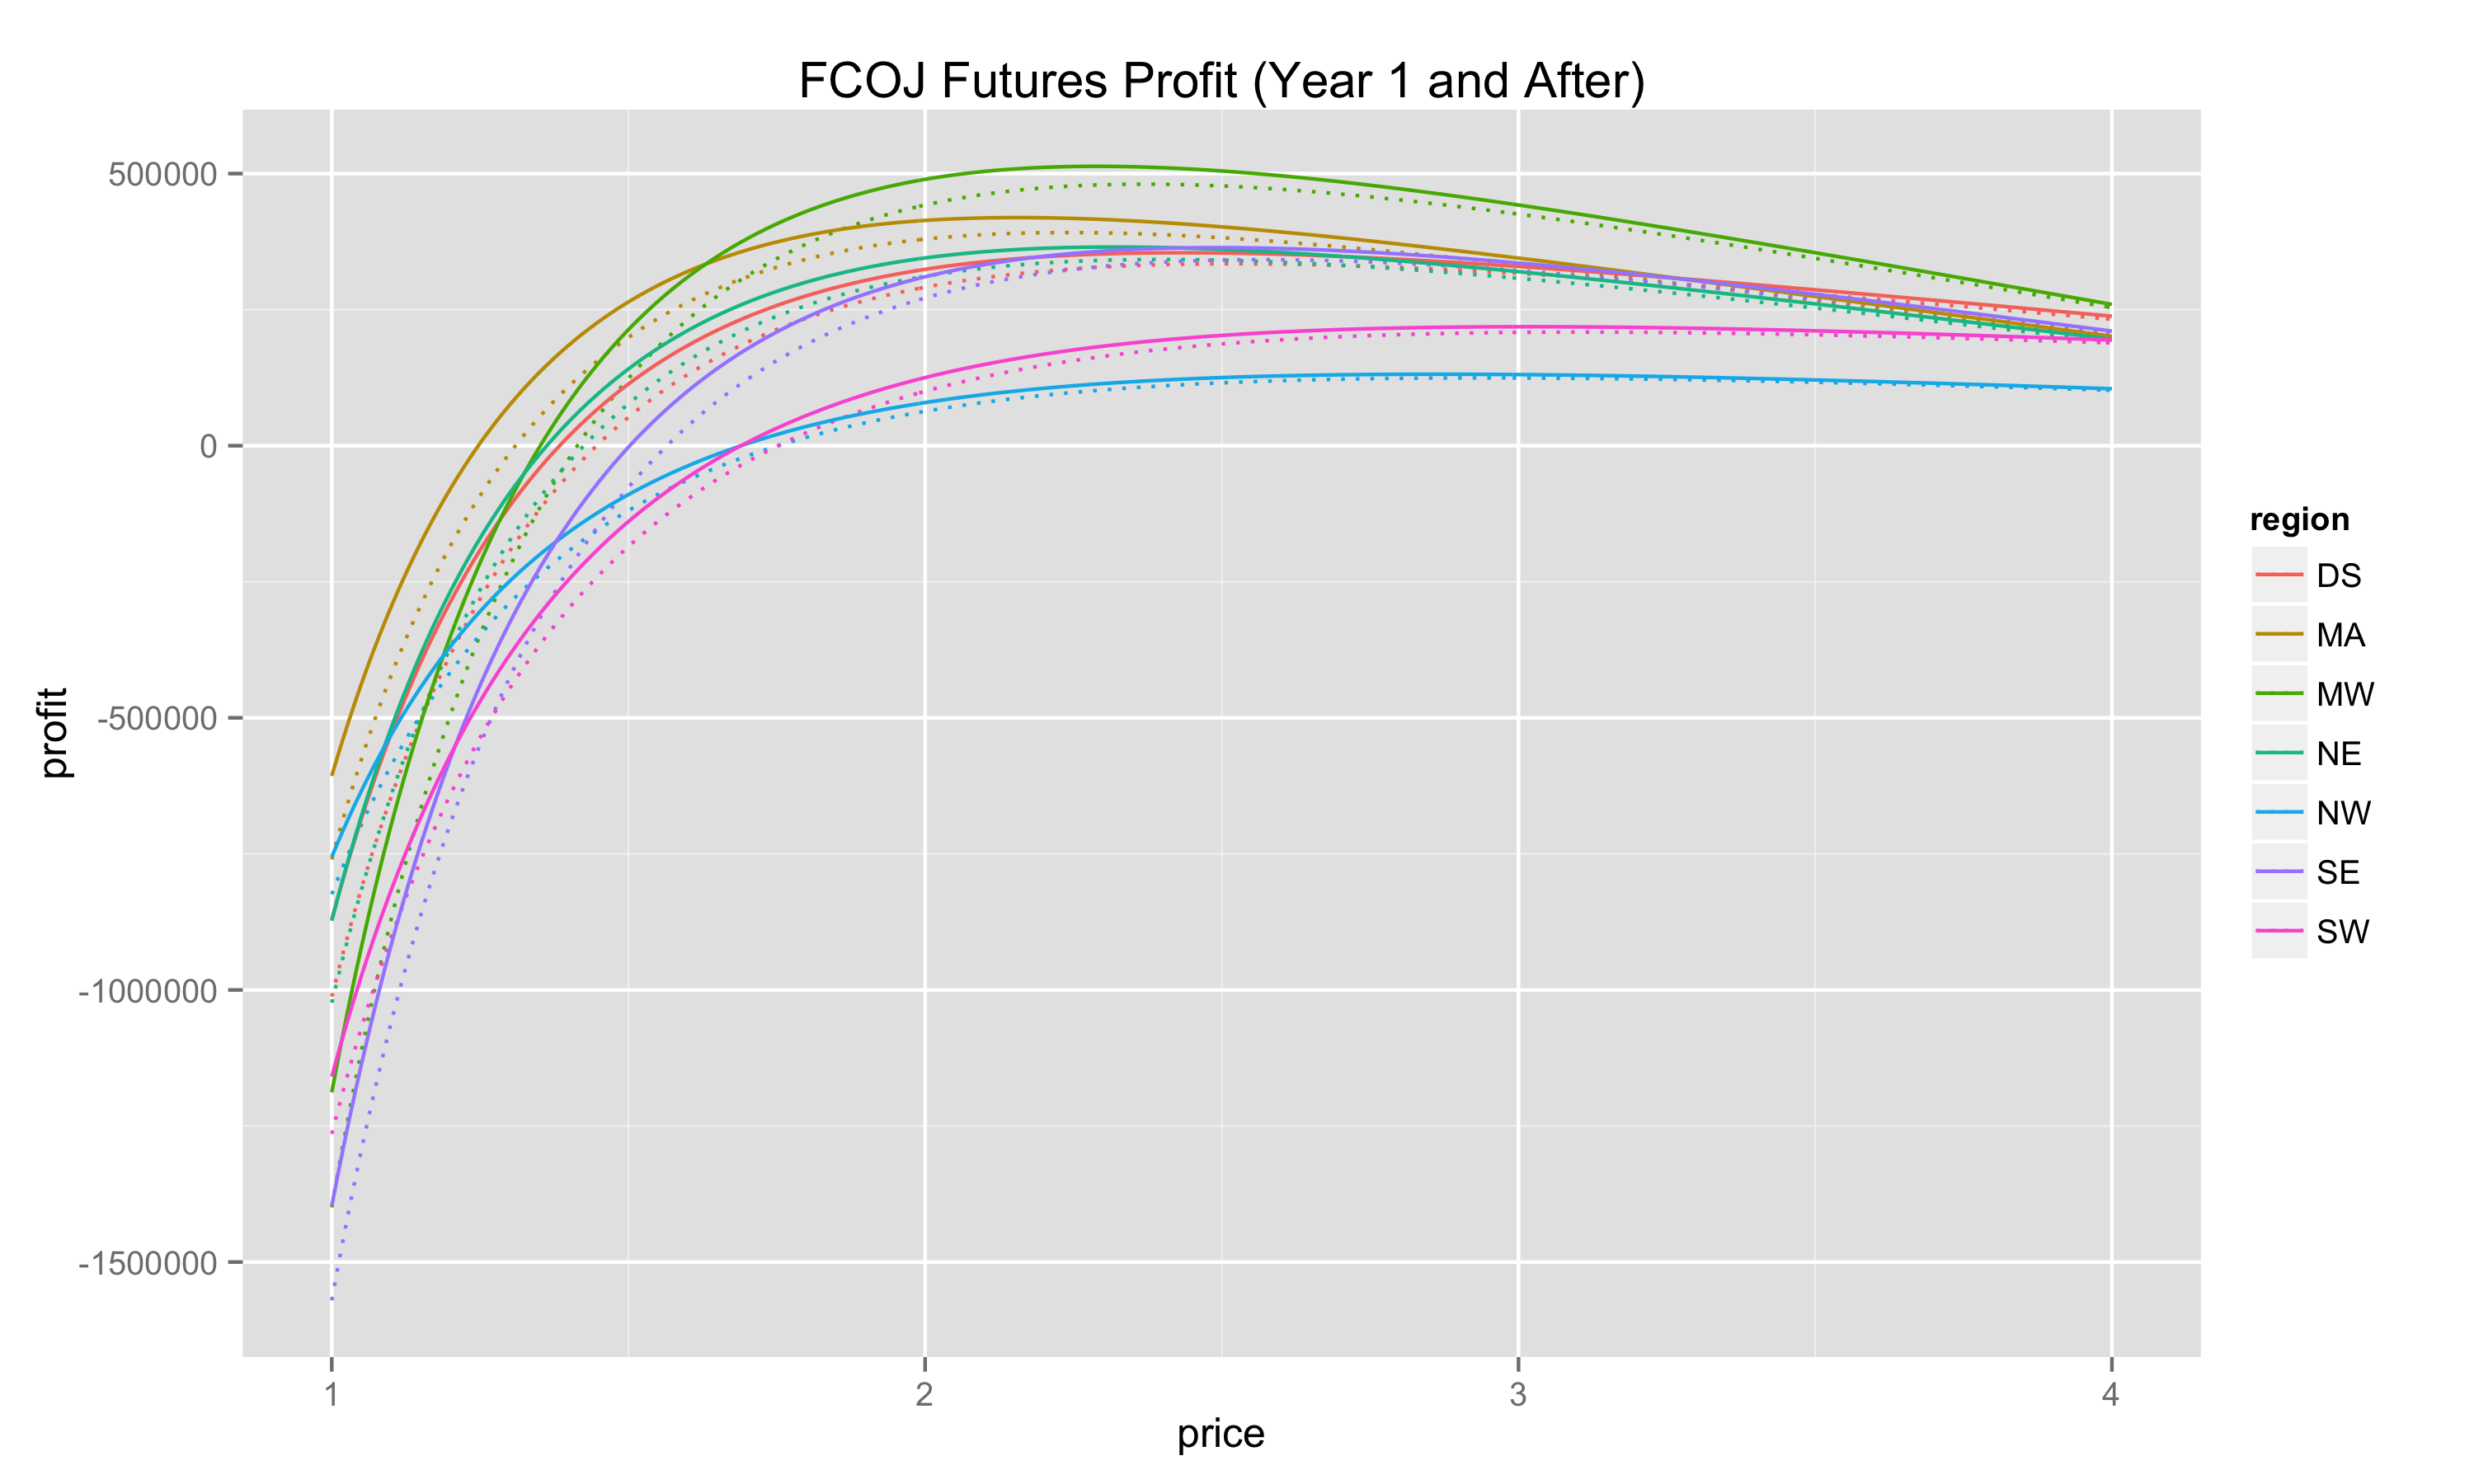 FCOJ Futures Profit (Year 1 and After)
500000
0
-500000
-1000000
-1500000
profit
1
2
3
4
price
region
DS
MA
MW
NE
NW
SE
SW